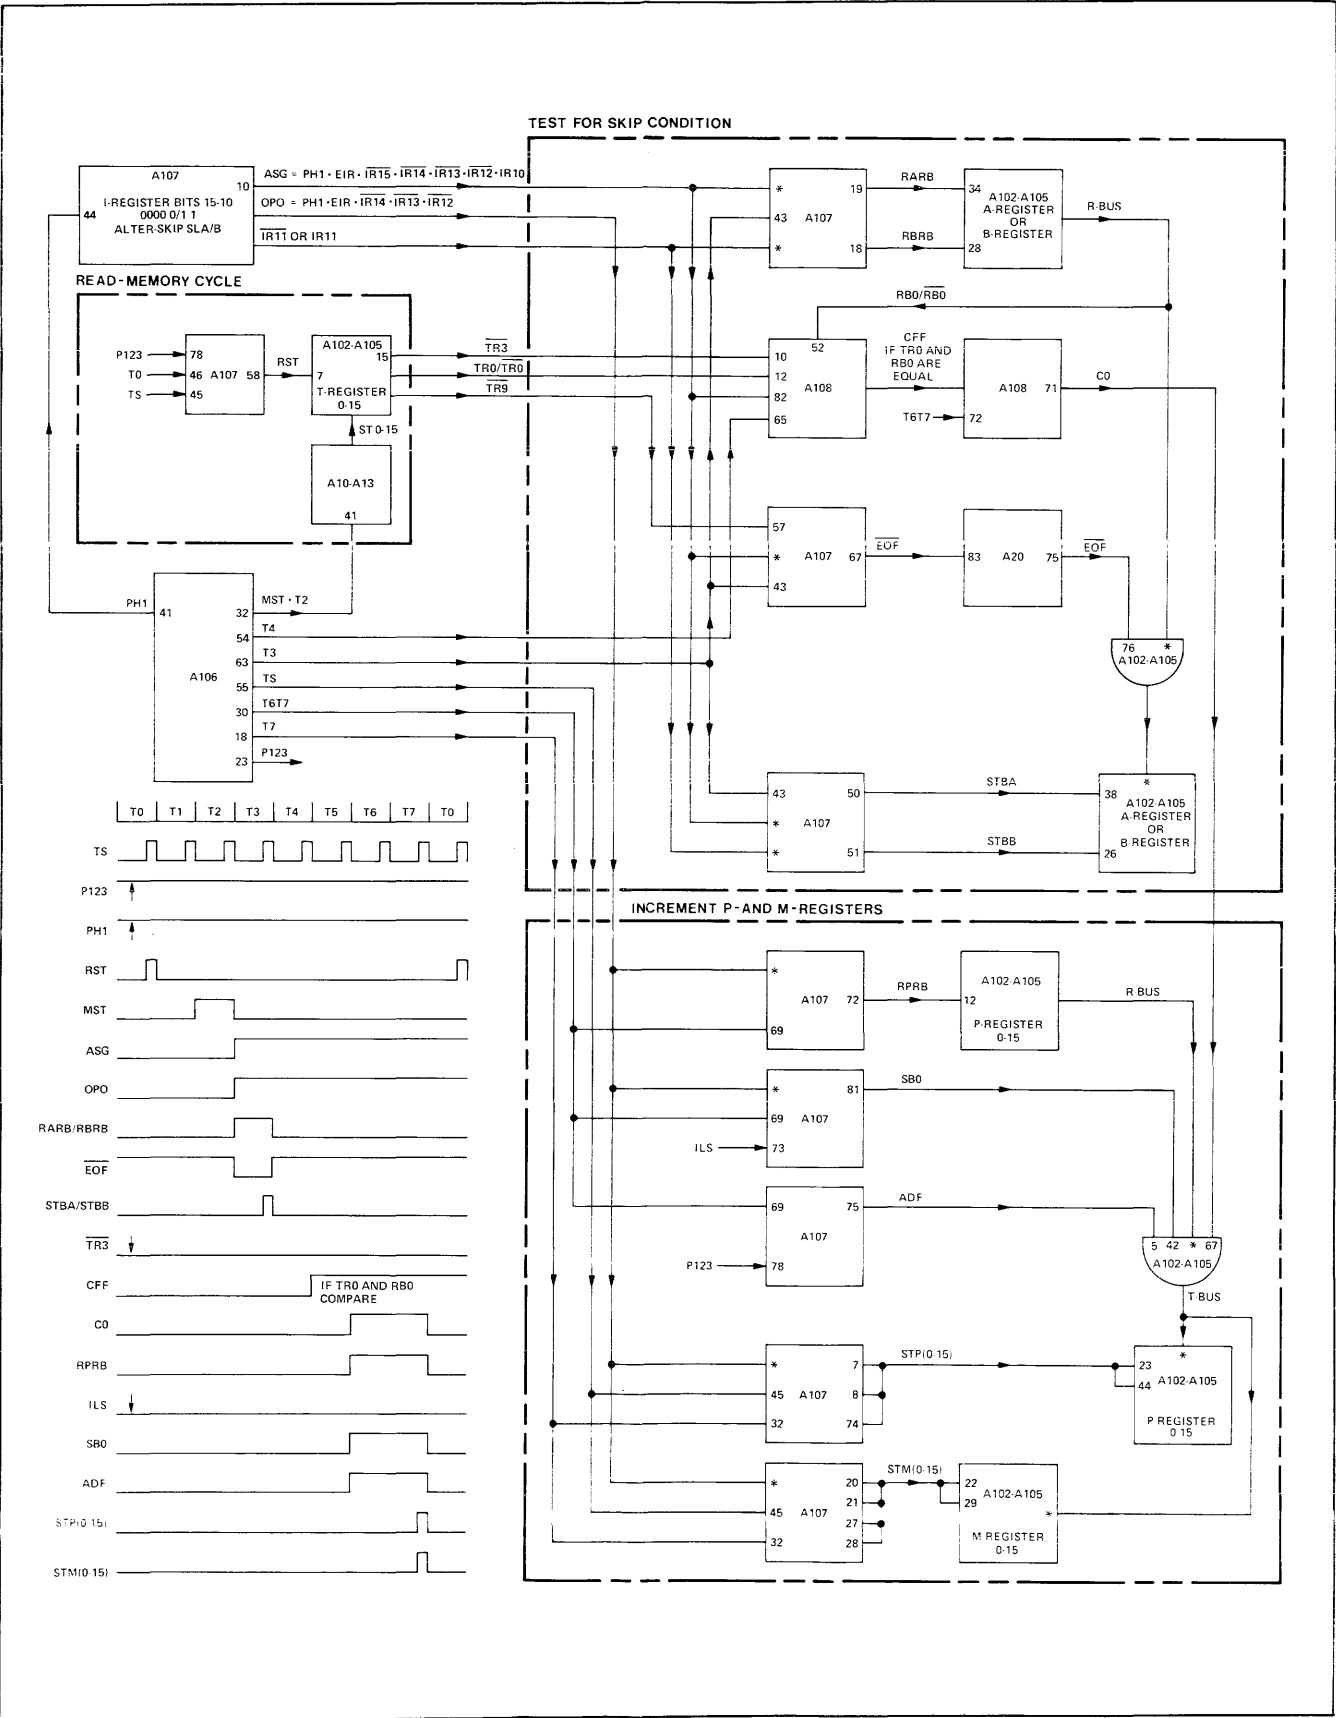 TEST FOR SKIP CONDITION
A107
10
I-REGISTER BITS 15-10
44
0000 0/1 1
ALTER-SKIP SLA/B
ASG = PH1 · EIR · IR15 · IR14 · IR13 · IR12 · IR10
OPO = PH1 · EIR · IR14 · IR13 · IR12
IR11 OR IR11
*
43
*
A107
19
18
RARB
RBRB
34
28
A102-A105
A-REGISTER
OR
B-REGISTER
R-BUS
READ-MEMORY CYCLE
P123
T0
TS
78
46
45
A107
58
RST
A102-A105
15
7
T-REGISTER
0-15
ST 0-15
A10-A13
41
TR3
TR0/TR0
TR9
RB0/RB0
52
10
12
82
65
A108
CFF
IF TR0 AND
RB0 ARE
EQUAL
T6T7
72
A108
71
C0
57
*
43
A107
67
EOF
83
A20
75
EOF
76
*
A102-A105
PH1
41
A106
32
54
63
55
30
18
23
MST · T2
T4
T3
TS
T6T7
T7
P123
43
*
*
A107
50
51
STBA
STBB
*
38
26
A102-A105
A-REGISTER
OR
B-REGISTER
T0 T1 T2 T3 T4 T5 T6 T7 T0
TS
P123
PH1
RST
MST
ASG
OPO
RARB/RBRB
EOF
STBA/STBB
TR3
CFF
IF TR0 AND RB0
COMPARE
C0
RPRB
ILS
SB0
ADF
STP(0-15)
STM(0-15)
INCREMENT P-AND M-REGISTERS
*
69
A107
72
RPRB
12
A102-A105
P-REGISTER
0-15
R BUS
*
69
73
ILS
A107
81
SB0
69
78
P123
A107
75
ADF
5 42 * 67
A102-A105
T-BUS
*
45
32
A107
7
8
74
STP(0-15)
*
23
44
A102-A105
P REGISTER
0 15
*
45
32
A107
20
21
27
28
STM(0-15)
22
29
A102-A105
*
M REGISTER
0-15